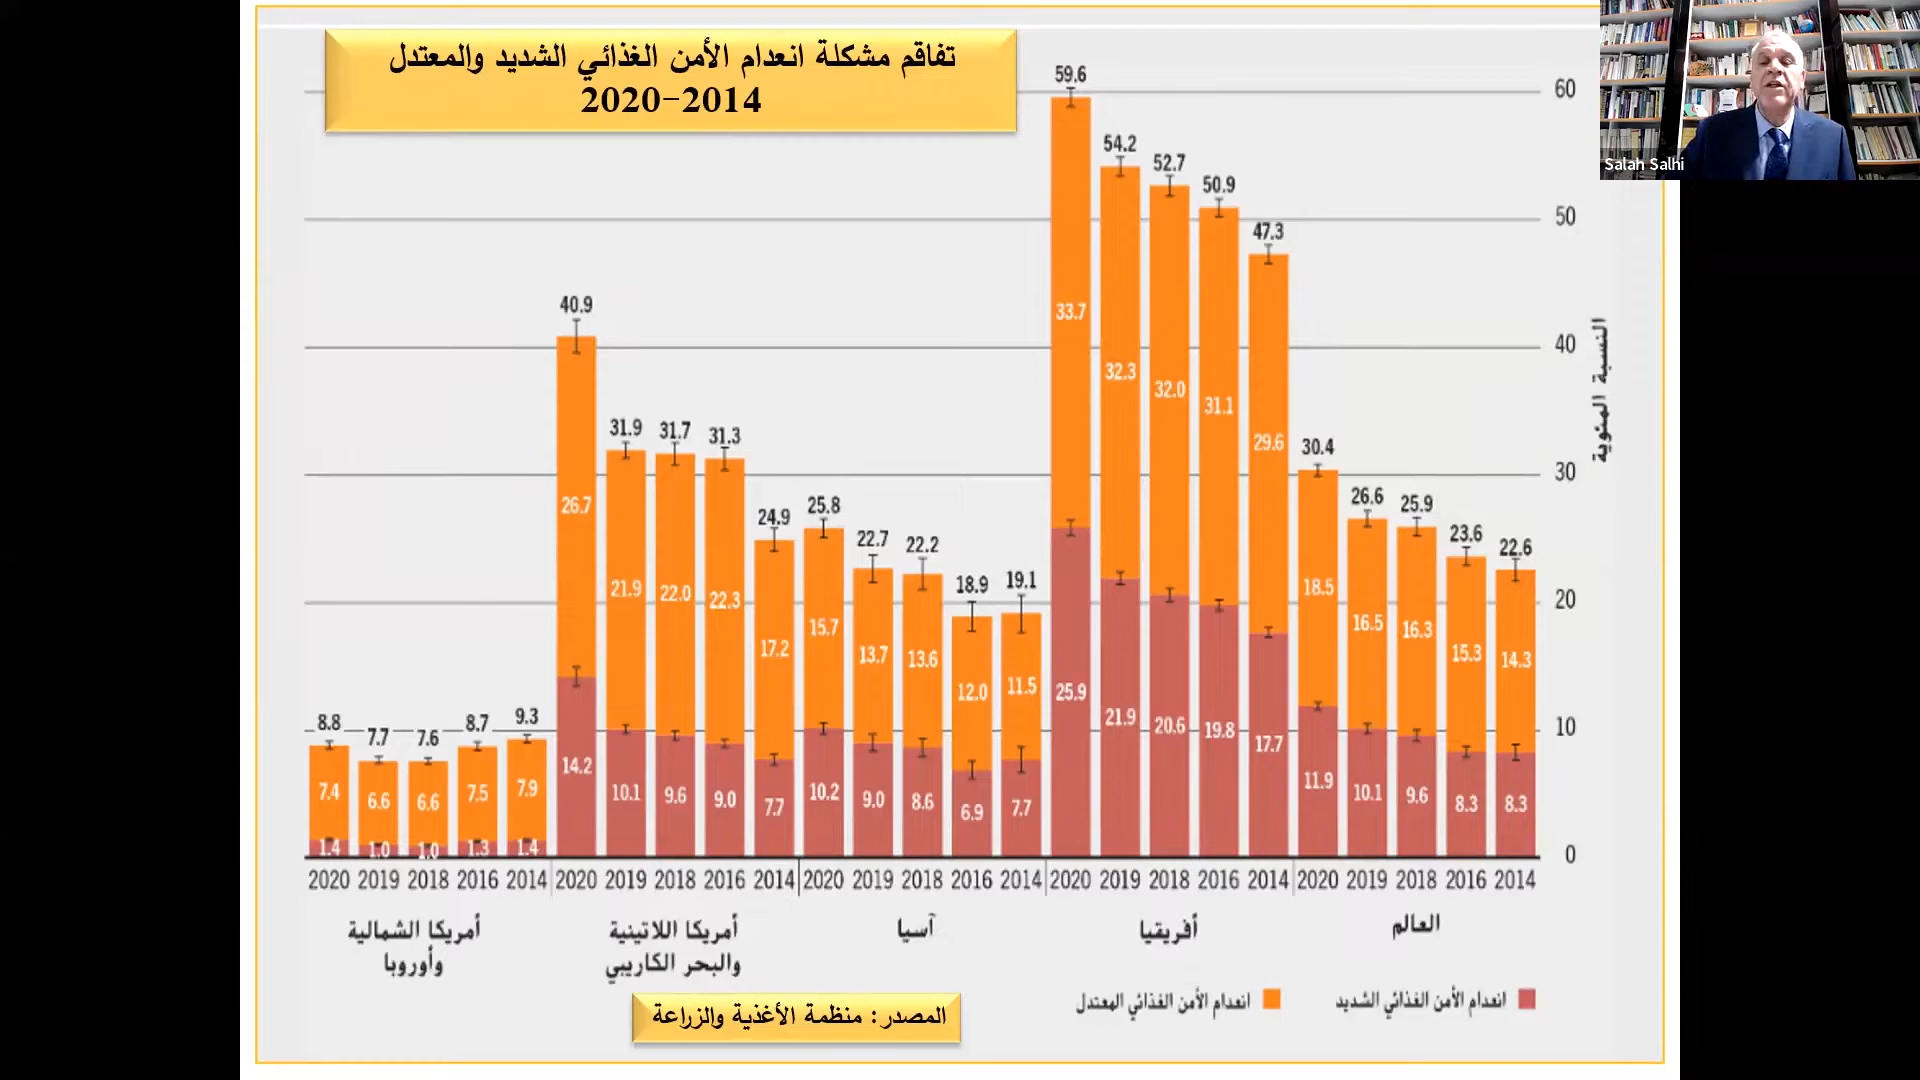 تفاقم مشكلة انعدام الأمن الغذائي الشديد والمعتدل
2014-2020
Salah Salhi
النسبة المئوية
60
50
40
30
20
10
0
59.6 54.2 52.7 50.9 47.3
33.7 32.3 32.0 31.1 29.6
25.9 21.9 20.6 19.8 17.7
30.4 26.6 25.9 23.6 22.6
18.5 16.5 16.3 15.3 14.3
11.9 10.1 9.6 8.3 8.3
40.9 31.9 31.7 31.3 24.9
26.7 21.9 22.0 22.3 17.2
14.2 10.1 9.6 9.0 7.7
25.8 22.7 22.2 18.9 19.1
15.7 13.7 13.6 12.0 11.5
10.2 9.0 8.6 6.9 7.7
8.8 7.7 7.6 8.7 9.3
7.4 6.6 6.6 7.5 7.9
1.4 1.0 1.0 1.3 1.4
2020 2019 2018 2016 2014 2020 2019 2018 2016 2014 2020 2019 2018 2016 2014 2020 2019 2018 2016 2014 2020 2019 2018 2016 2014
العالم
أفريقيا
آسيا
أمريكا اللاتينية
والبحر الكاريبي
أمريكا الشمالية
وأوروبا
انعدام الأمن الغذائي الشديد
انعدام الأمن الغذائي المعتدل
المصدر: منظمة الأغذية والزراعة